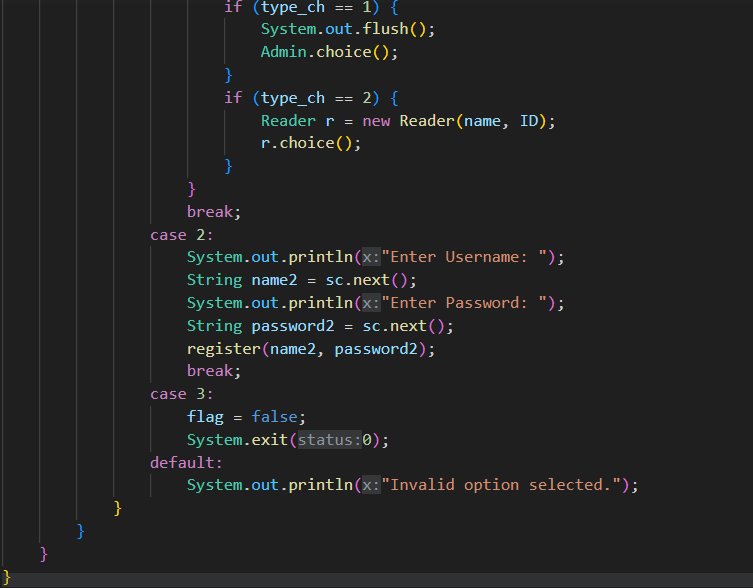 if (type_ch == 1) {
System.out.flush();
Admin.choice();
}
if (type_ch == 2) {
Reader r = new Reader(name, ID);
r.choice();
}
}
break;
case 2:
System.out.println(x:"Enter Username: ");
String name2 = sc.next();
System.out.println(x:"Enter Password: ");
String password2 = sc.next();
register(name2, password2);
break;
case 3:
flag = false;
System.exit(status:0);
default:
System.out.println(x:"Invalid option selected.");
}
}
}
}